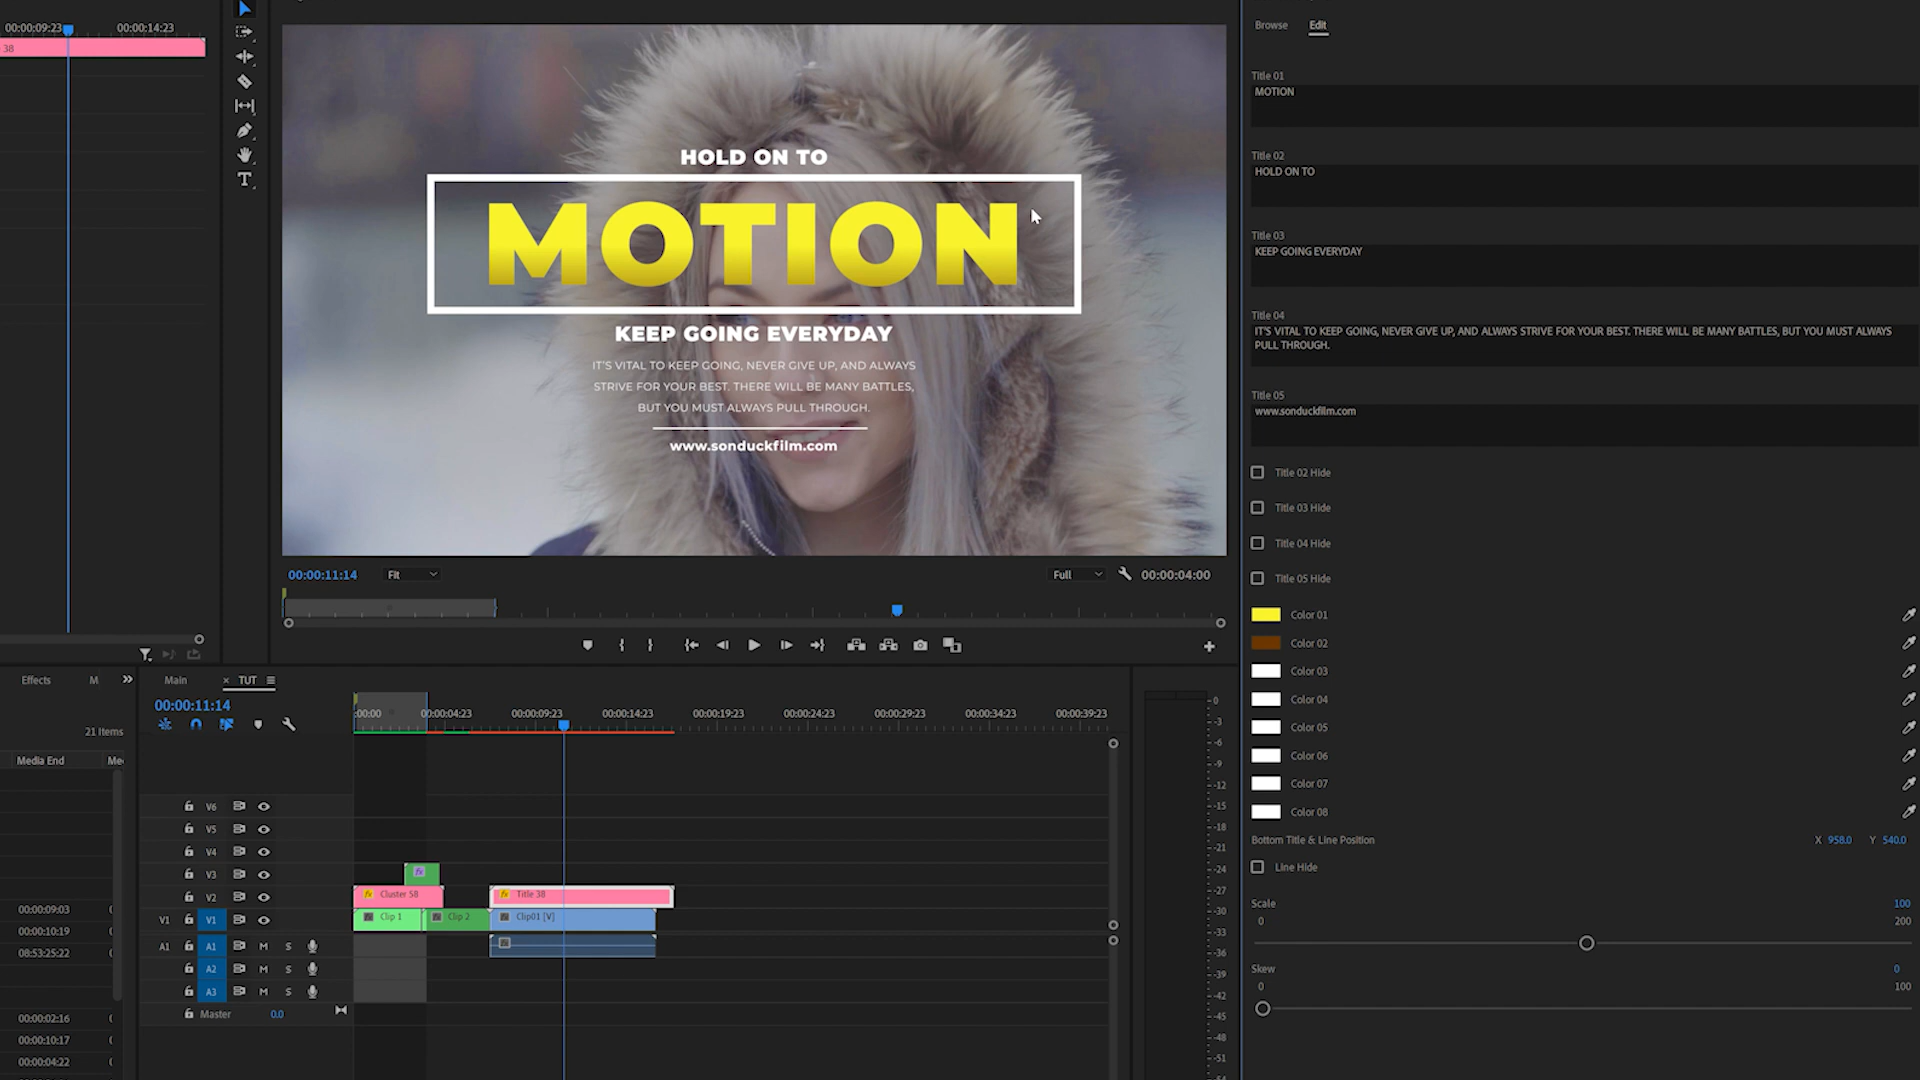 00:00:09:23
00:00:14:23
38
HOLD ON TO
MOTION
KEEP GOING EVERYDAY
IT'S VITAL TO KEEP GOING, NEVER GIVE UP, AND ALWAYS
STRIVE FOR YOUR BEST. THERE WILL BE MANY BATTLES,
BUT YOU MUST ALWAYS PULL THROUGH.
www.sonduckfilm.com
00:00:11:14
Fit
Full
00:00:04:00
Browse
Edit
Title 01
MOTION
Title 02
HOLD ON TO
Title 03
KEEP GOING EVERYDAY
Title 04
IT'S VITAL TO KEEP GOING, NEVER GIVE UP, AND ALWAYS STRIVE FOR YOUR BEST. THERE WILL BE MANY BATTLES, BUT YOU MUST ALWAYS
PULL THROUGH.
Title 05
www.sonduckfilm.com
Title 02 Hide
Title 03 Hide
Title 04 Hide
Title 05 Hide
Color 01
Color 02
Color 03
Color 04
Color 05
Color 06
Color 07
Color 08
Bottom Title & Line Position X 958.0 Y 540.0
Line Hide
Scale 100
0 200
Skew 0
0 100
Effects
M
21 Items
Media End
Me
00:00:09:03
00:00:10:19
08:53:25:22
00:00:02:16
00:00:10:17
00:00:04:22
Main
× TUT
00:00:11:14
:00:00 00:00:04:23 00:00:09:23 00:00:14:23 00:00:19:23 00:00:24:23 00:00:29:23 00:00:34:23 00:00:39:23
V6
V5
V4
V3
fx
V2
fx Cluster 58
fx Title 38
V1 V1
Clip 1
Clip 2
Clip01 [V]
A1 A1 M S
A2 M S
A3 M S
Master 0.0
0
-3
-6
-9
-12
-15
-18
-21
-24
-27
-30
-33
-36
-39
-42
-45
-48
-51